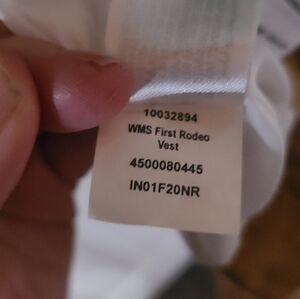 10032894
WMS First Rodeo
Vest
4500080445
IN01F20NR